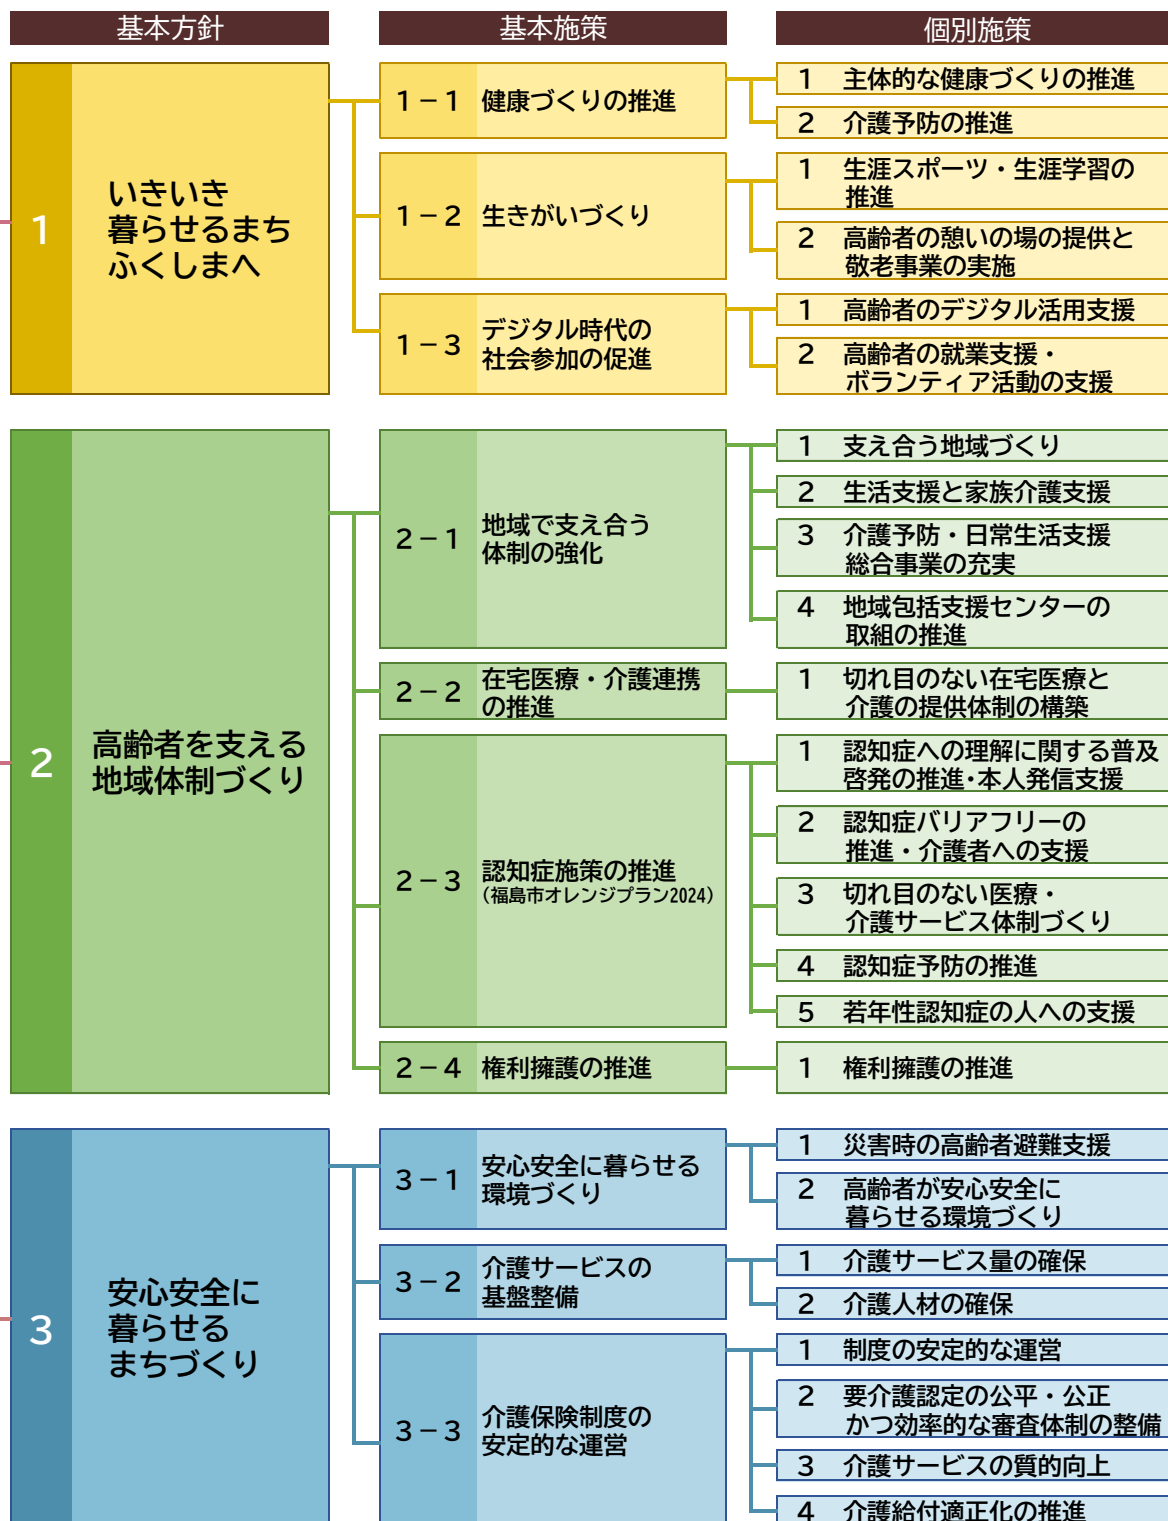 基本方針
基本施策
個別施策
1
いきいき
暮らせるまち
ふくしまへ
1－1 健康づくりの推進
1 主体的な健康づくりの推進
2 介護予防の推進
1－2 生きがいづくり
1 生涯スポーツ・生涯学習の
推進
2 高齢者の憩いの場の提供と
敬老事業の実施
1－3 デジタル時代の
社会参加の促進
1 高齢者のデジタル活用支援
2 高齢者の就業支援・
ボランティア活動の支援
2
高齢者を支える
地域体制づくり
2－1 地域で支え合う
体制の強化
1 支え合う地域づくり
2 生活支援と家族介護支援
3 介護予防・日常生活支援
総合事業の充実
4 地域包括支援センターの
取組の推進
2－2 在宅医療・介護連携
の推進
1 切れ目のない在宅医療と
介護の提供体制の構築
2－3 認知症施策の推進
（福島市オレンジプラン2024）
1 認知症への理解に関する普及
啓発の推進・本人発信支援
2 認知症バリアフリーの
推進・介護者への支援
3 切れ目のない医療・
介護サービス体制づくり
4 認知症予防の推進
5 若年性認知症の人への支援
2－4 権利擁護の推進
1 権利擁護の推進
3
安心安全に
暮らせる
まちづくり
3－1 安心安全に暮らせる
環境づくり
1 災害時の高齢者避難支援
2 高齢者が安心安全に
暮らせる環境づくり
3－2 介護サービスの
基盤整備
1 介護サービス量の確保
2 介護人材の確保
3－3 介護保険制度の
安定的な運営
1 制度の安定的な運営
2 要介護認定の公平・公正
かつ効率的な審査体制の整備
3 介護サービスの質的向上
4 介護給付適正化の推進